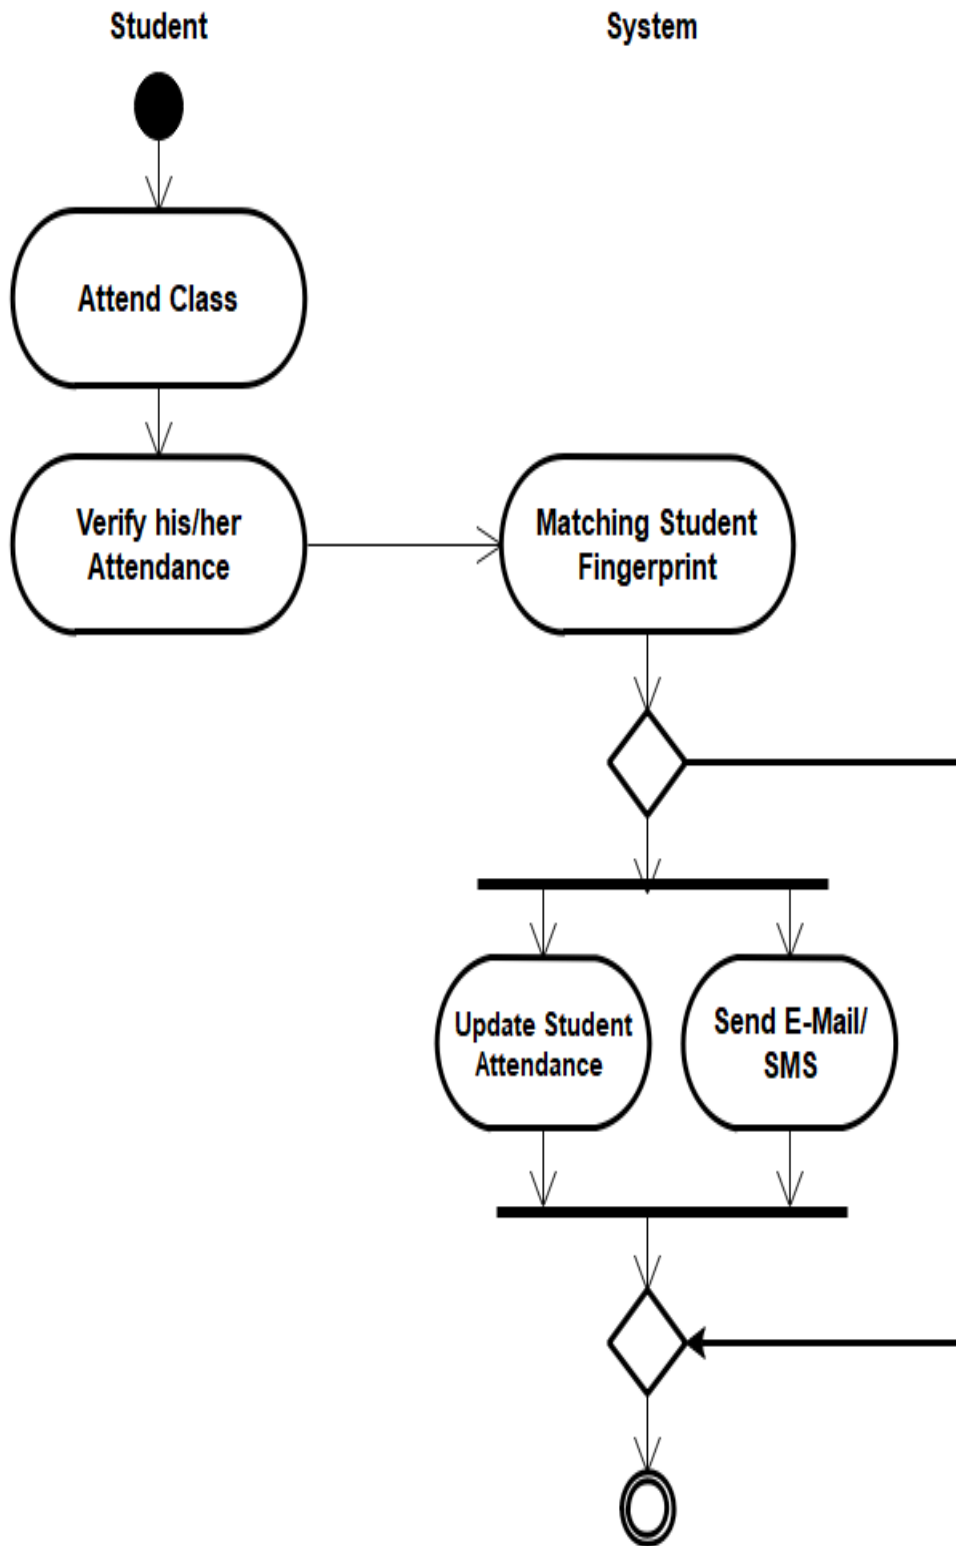 Student
System
Attend Class
Verify his/her
Attendance
Matching Student
Fingerprint
Update Student
Attendance
Send E-Mail/
SMS